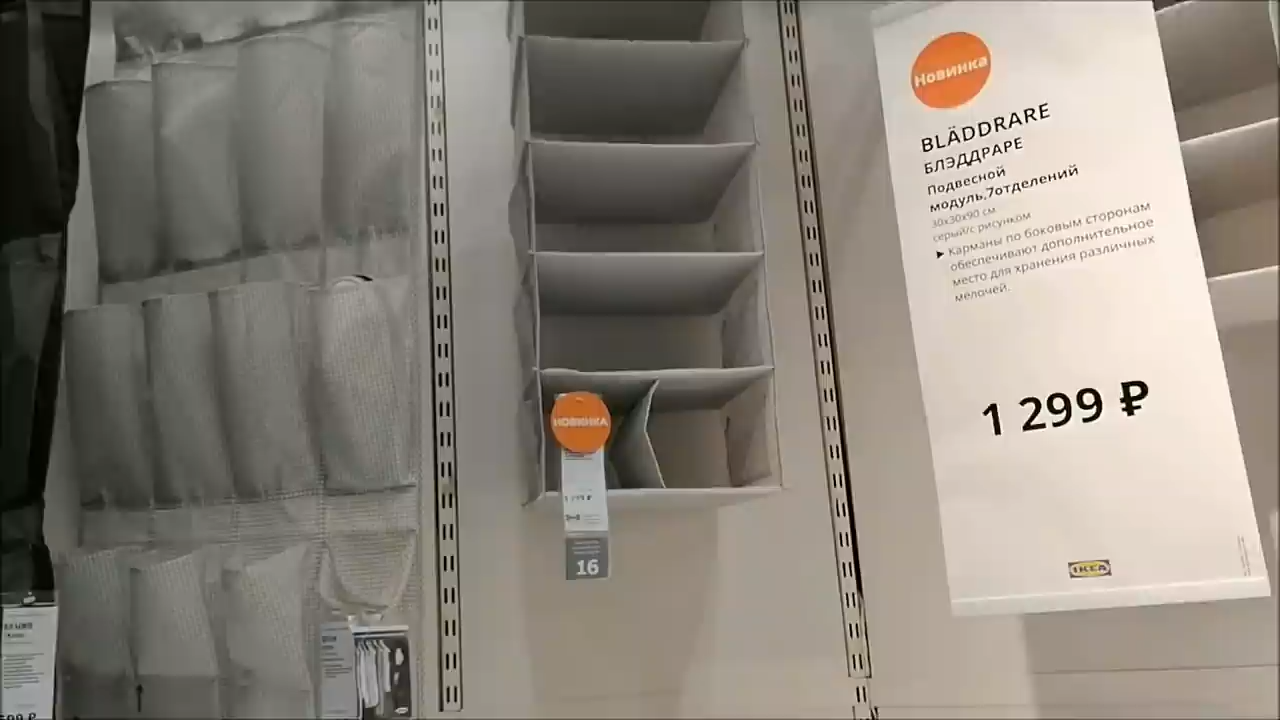 Новинка
BLÄDDRARE
БЛЭДДРАРЕ
Подвесной
модуль,7отделений
30x30x90 см
серый/с рисунком
▶ Карманы по боковым сторонам
обеспечивают дополнительное
место для хранения различных
мелочей.
1 299 ₽
IKEA
НОВИНКА
16